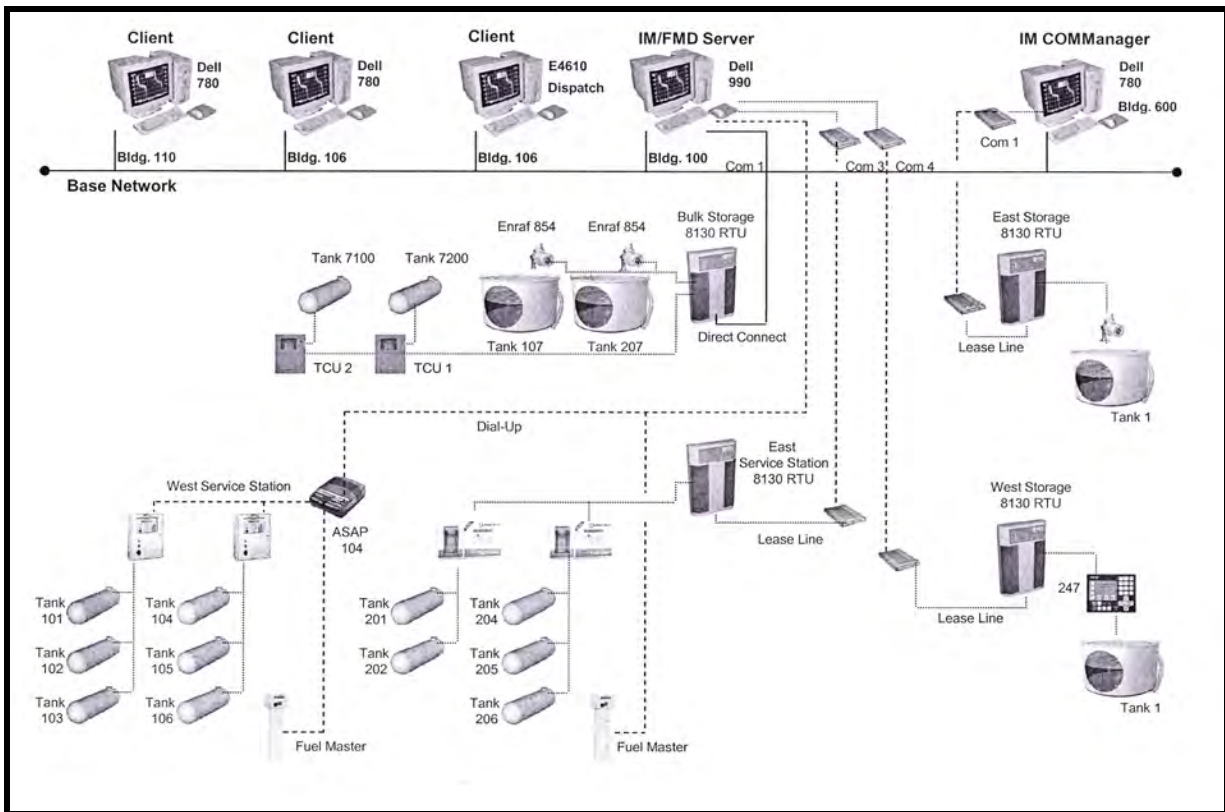 Client
Client
Client
IM/FMD Server
IM COMManager
Dell
780
Dell
780
E4610
Dispatch
Dell
990
Dell
780
Bldg. 600
Com 1
Bldg. 110
Bldg. 106
Bldg. 106
Bldg. 100
Com 1
Com 3
Com 4
Base Network
Enraf 854
Enraf 854
Bulk Storage
8130 RTU
East Storage
8130 RTU
Tank 7100
Tank 7200
Tank 107
Tank 207
Direct Connect
TCU 2
TCU 1
Lease Line
Tank 1
Dial-Up
East
Service Station
8130 RTU
West Service Station
West Storage
8130 RTU
ASAP
104
Lease Line
247
Tank
101
Tank
104
Tank
201
Tank
204
Lease Line
Tank
102
Tank
105
Tank
202
Tank
205
Tank
103
Tank
106
Tank
206
Tank 1
Fuel Master
Fuel Master